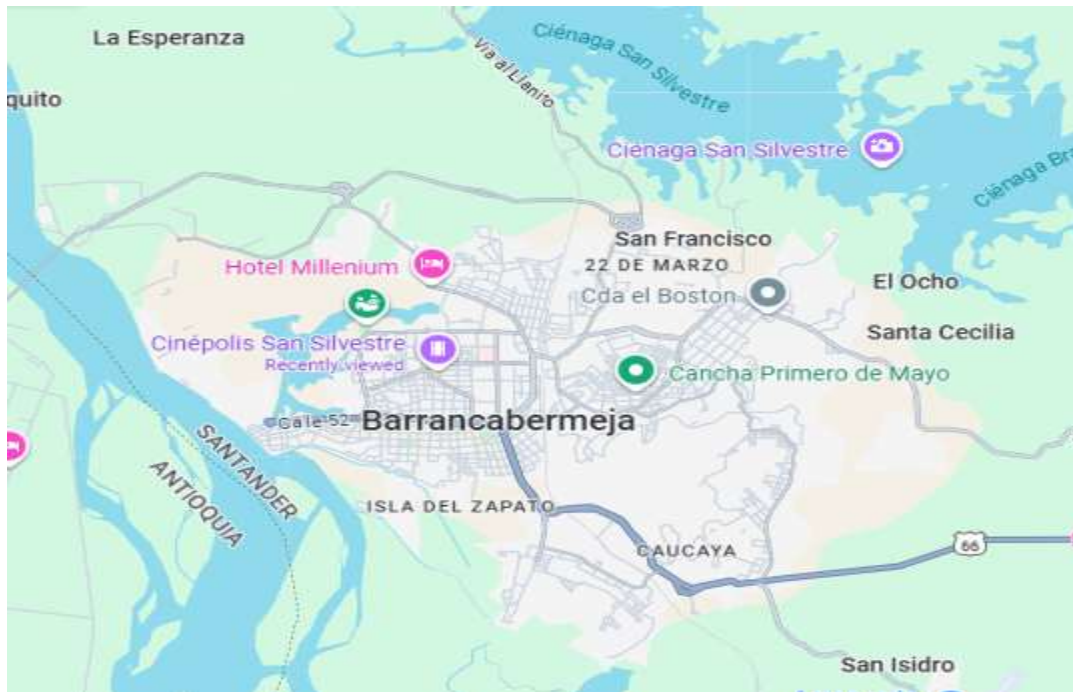 La Esperanza
quito
Vía al Llanito
Ciénaga San Silvestre
Ciénaga San Silvestre
Ciénaga Bra
San Francisco
22 DE MARZO
Hotel Millenium
Cda el Boston
El Ocho
Santa Cecilia
Cinépolis San Silvestre
Recently viewed
Cancha Primero de Mayo
Calle 52
Barrancabermeja
SANTANDER
ANTIOQUIA
ISLA DEL ZAPATO
CAUCAYA
66
San Isidro